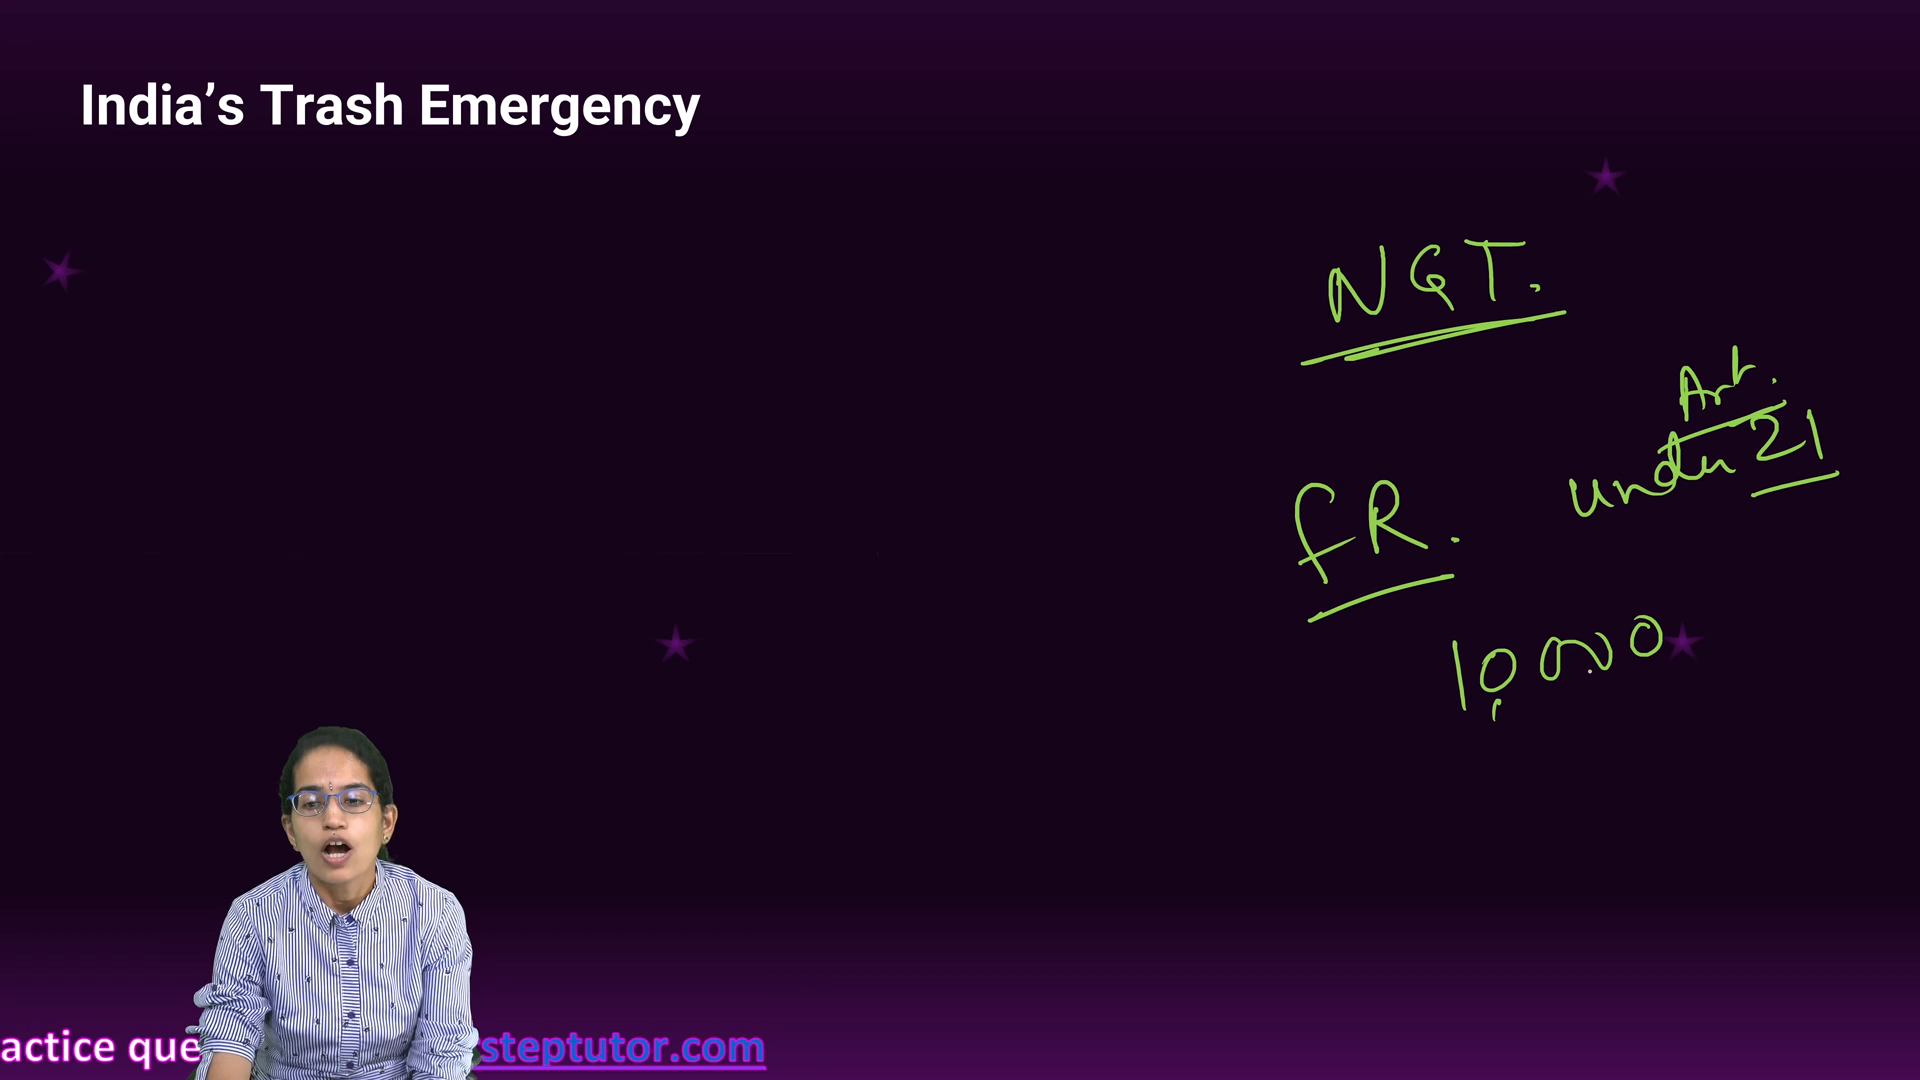 India’s Trash Emergency
NGT.
Art.
under 21
FR.
10,000
actice que steptutor.com